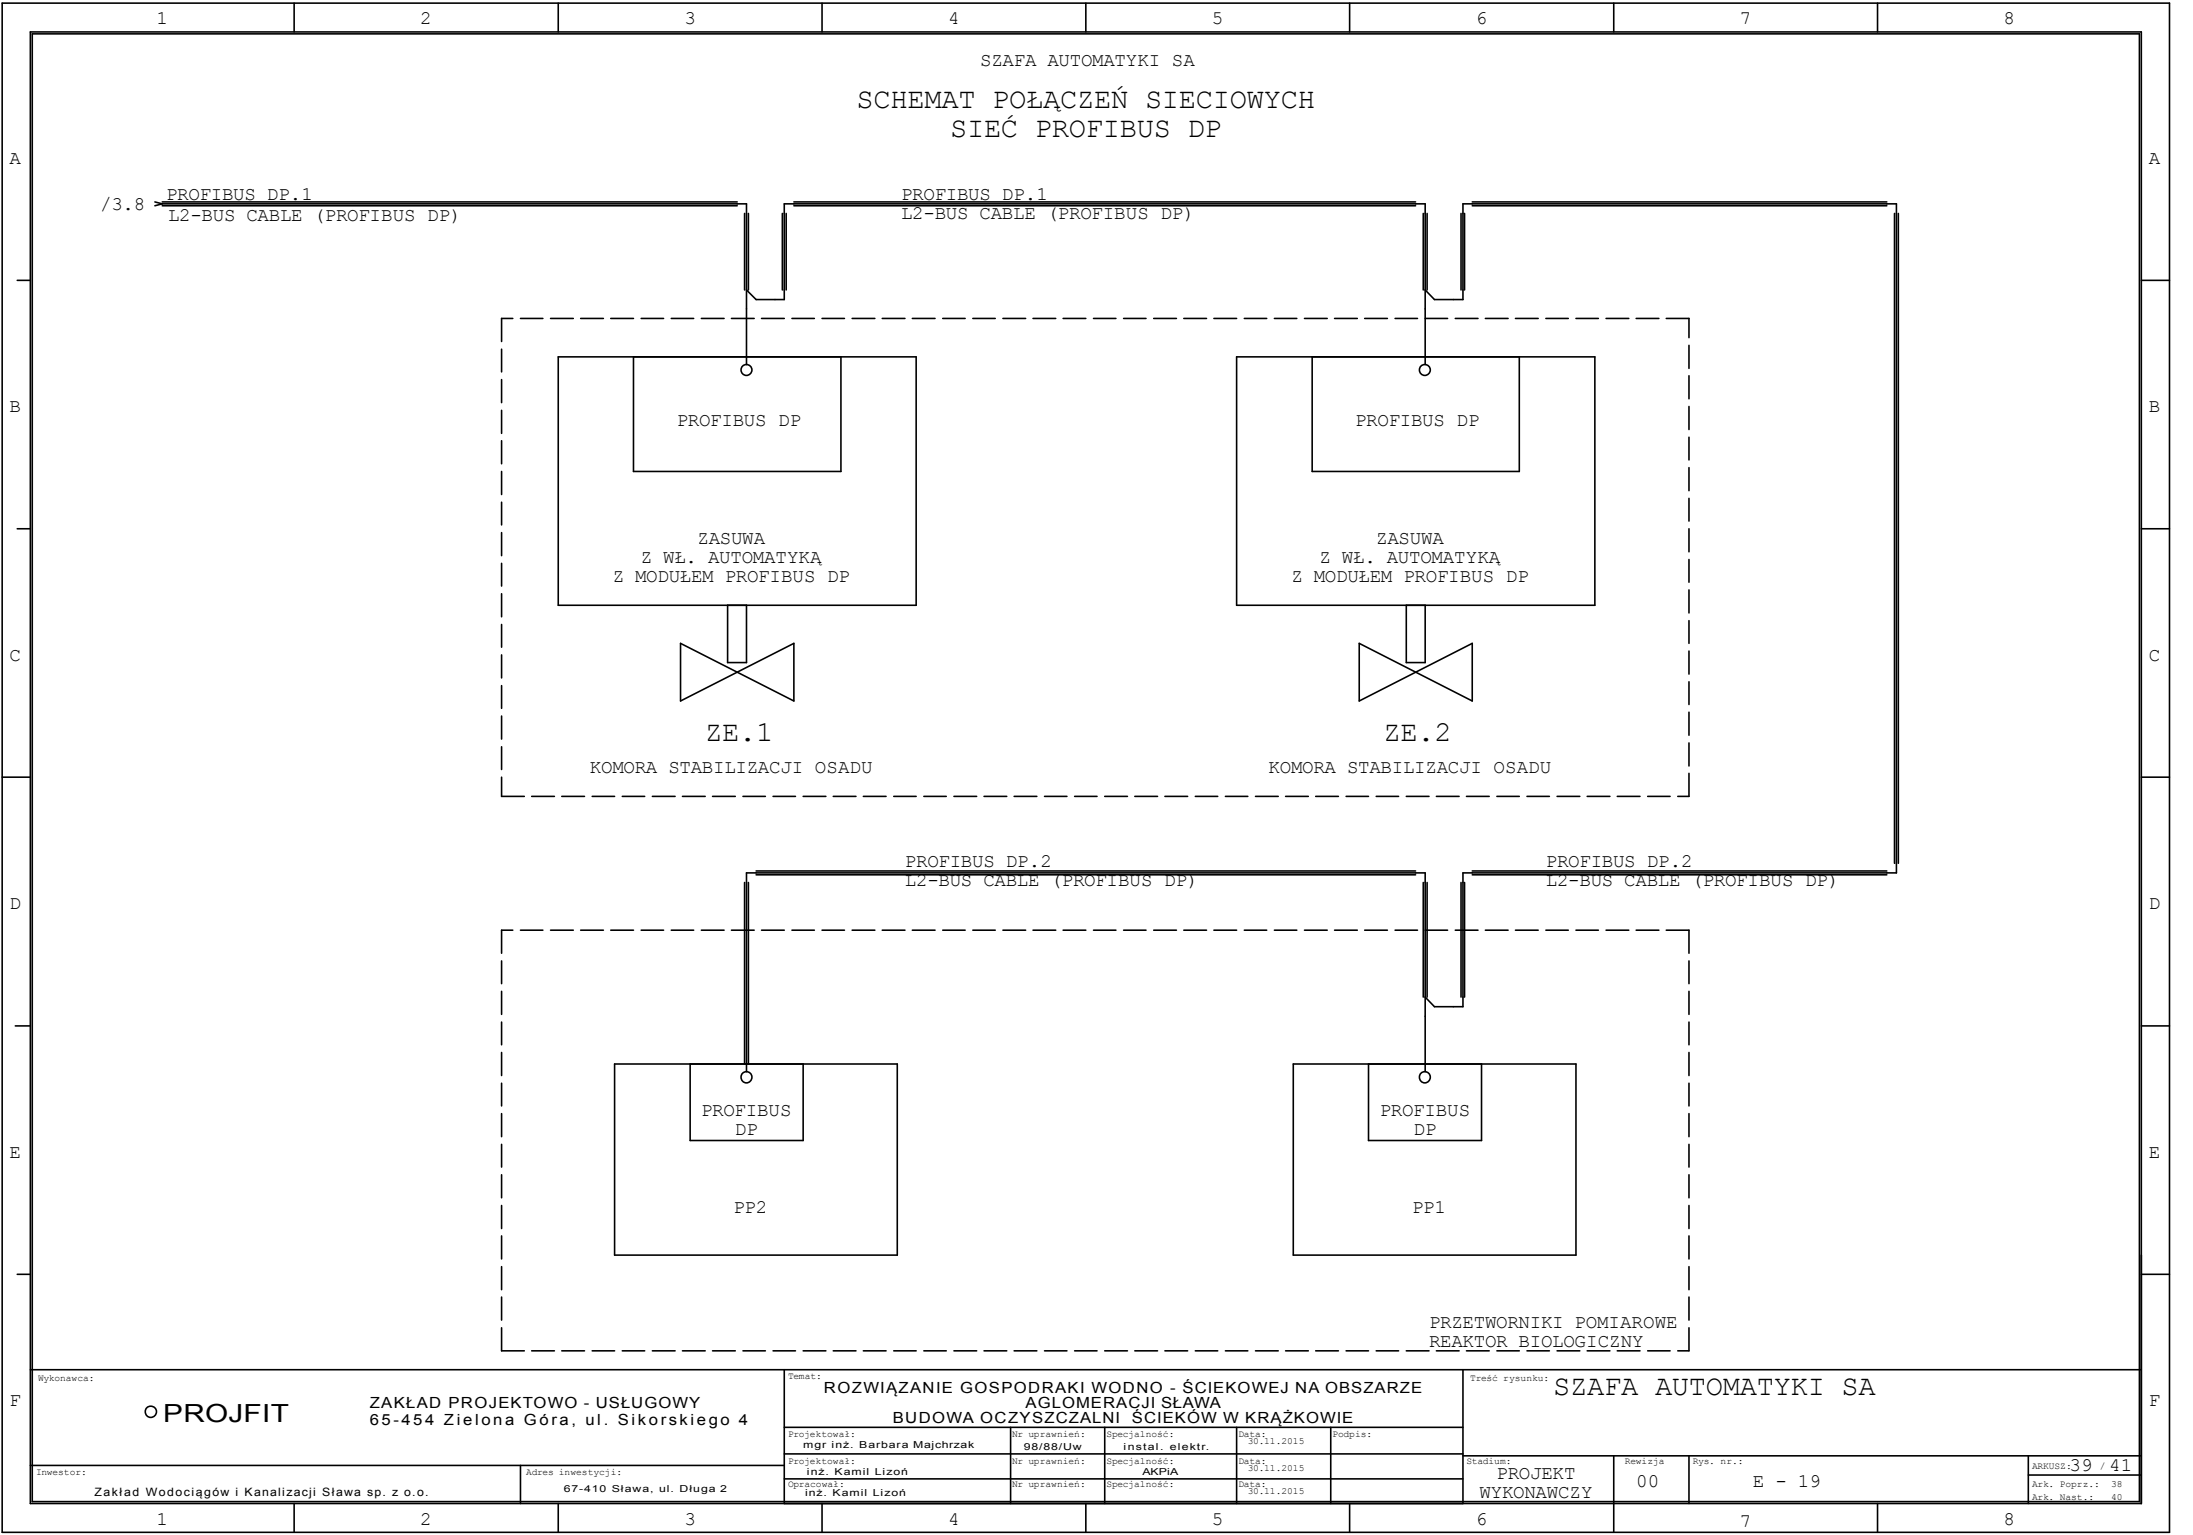 1 2 3 4 5 6 7 8
SZAFA AUTOMATYKI SA
SCHEMAT POŁĄCZEŃ SIECIOWYCH
SIEĆ PROFIBUS DP
A A
/3.8 PROFIBUS DP.1
L2-BUS CABLE (PROFIBUS DP)
PROFIBUS DP.1
L2-BUS CABLE (PROFIBUS DP)
B B
PROFIBUS DP
PROFIBUS DP
ZASUWA
Z WŁ. AUTOMATYKĄ
Z MODUŁEM PROFIBUS DP
ZASUWA
Z WŁ. AUTOMATYKĄ
Z MODUŁEM PROFIBUS DP
C C
ZE.1
KOMORA STABILIZACJI OSADU
ZE.2
KOMORA STABILIZACJI OSADU
PROFIBUS DP.2
L2-BUS CABLE (PROFIBUS DP)
PROFIBUS DP.2
L2-BUS CABLE (PROFIBUS DP)
D D
PROFIBUS
DP
PROFIBUS
DP
E E
PP2
PP1
PRZETWORNIKI POMIAROWE
REAKTOR BIOLOGICZNY
F F
Wykonawca:
PROJFIT
ZAKŁAD PROJEKTOWO - USŁUGOWY
65-454 Zielona Góra, ul. Sikorskiego 4
Inwestor:
Zakład Wodociągów i Kanalizacji Sława sp. z o.o.
Adres inwestycji:
67-410 Sława, ul. Długa 2
Temat:
ROZWIĄZANIE GOSPODRAKI WODNO - ŚCIEKOWEJ NA OBSZARZE
AGLOMERACJI SŁAWA
BUDOWA OCZYSZCZALNI ŚCIEKÓW W KRĄŻKOWIE
Projektował: Nr uprawnień: Specjalność: Data: Podpis:
mgr inż. Barbara Majchrzak 98/88/Uw instal. elektr. 30.11.2015
Projektował: Nr uprawnień: Specjalność: Data:
inż. Kamil Lizoń AKPiA 30.11.2015
Opracował: Nr uprawnień: Specjalność: Data:
inż. Kamil Lizoń 30.11.2015
Treść rysunku: SZAFA AUTOMATYKI SA
Stadium:
PROJEKT
WYKONAWCZY
Rewizja
00
Rys. nr.:
E - 19
ARKUSZ: 39 / 41
Ark. Poprz.: 38
Ark. Nast.: 40
1 2 3 4 5 6 7 8